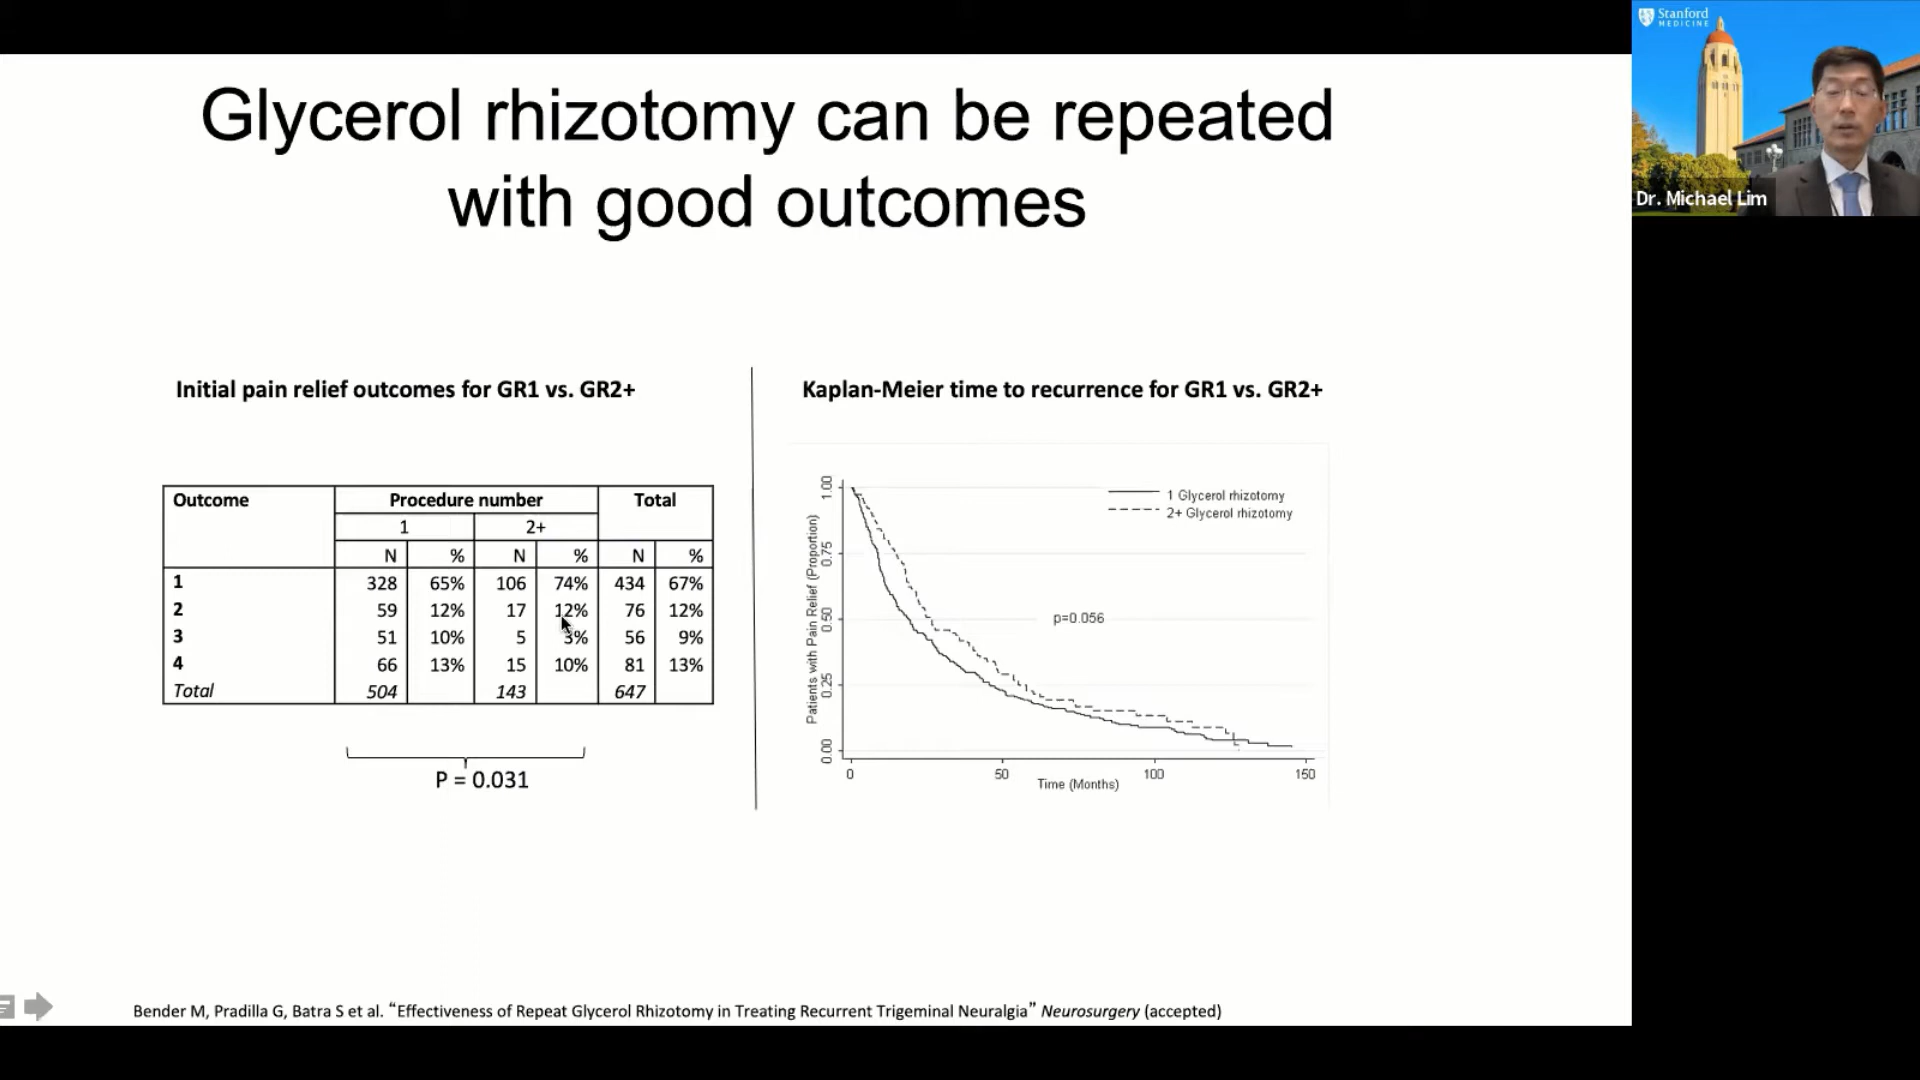 Stanford
MEDICINE
Dr. Michael Lim
Glycerol rhizotomy can be repeated
with good outcomes
Initial pain relief outcomes for GR1 vs. GR2+
Outcome Procedure number Total
1 2+
N % N % N %
1 328 65% 106 74% 434 67%
2 59 12% 17 12% 76 12%
3 51 10% 5 3% 56 9%
4 66 13% 15 10% 81 13%
Total 504 143 647
P = 0.031
Kaplan-Meier time to recurrence for GR1 vs. GR2+
Patients with Pain Relief (Proportion)
1.00
0.75
0.50
0.25
0.00
1 Glycerol rhizotomy
2+ Glycerol rhizotomy
p=0.056
0 50 100 150
Time (Months)
Bender M, Pradilla G, Batra S et al. “Effectiveness of Repeat Glycerol Rhizotomy in Treating Recurrent Trigeminal Neuralgia” Neurosurgery (accepted)